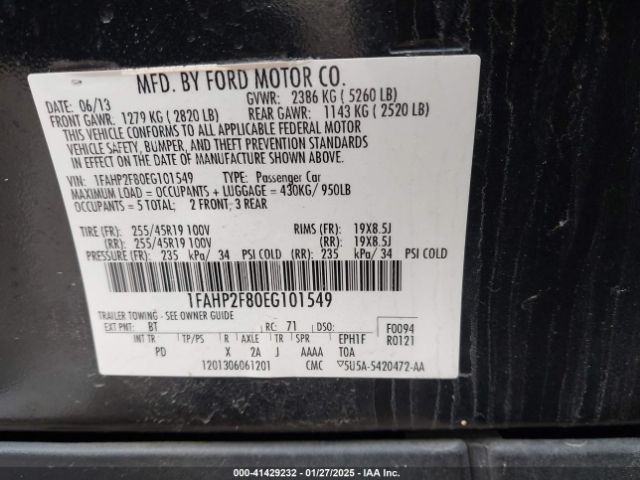 MFD. BY FORD MOTOR CO.
DATE: 06/13 GVWR: 2386 KG ( 5260 LB)
FRONT GAWR: 1279 KG ( 2820 LB) REAR GAWR: 1143 KG ( 2520 LB)
THIS VEHICLE CONFORMS TO ALL APPLICABLE FEDERAL MOTOR
VEHICLE SAFETY, BUMPER, AND THEFT PREVENTION STANDARDS
IN EFFECT ON THE DATE OF MANUFACTURE SHOWN ABOVE.
VIN: 1FAHP2F80EG101549 TYPE: Passenger Car
MAXIMUM LOAD = OCCUPANTS + LUGGAGE = 430KG/ 950LB
OCCUPANTS = 5 TOTAL; 2 FRONT, 3 REAR
TIRE (FR): 255/45R19 100V RIMS (FR): 19X8.5J
(RR): 255/45R19 100V (RR): 19X8.5J
PRESSURE (FR): 235 kPa/ 34 PSI COLD (RR): 235 kPa/ 34 PSI COLD
1FAHP2F80EG101549
TRAILER TOWING - SEE OWNER GUIDE
EXT PNT: BT RC: 71 DSO: F0094
INT TR TP/PS R AXLE TR SPR EPH1F R0121
PD X 2A J AAAA TOA
1201306061201 CMC ▽5U5A-5420472-AA
000-41429232 - 01/27/2025 - IAA Inc.